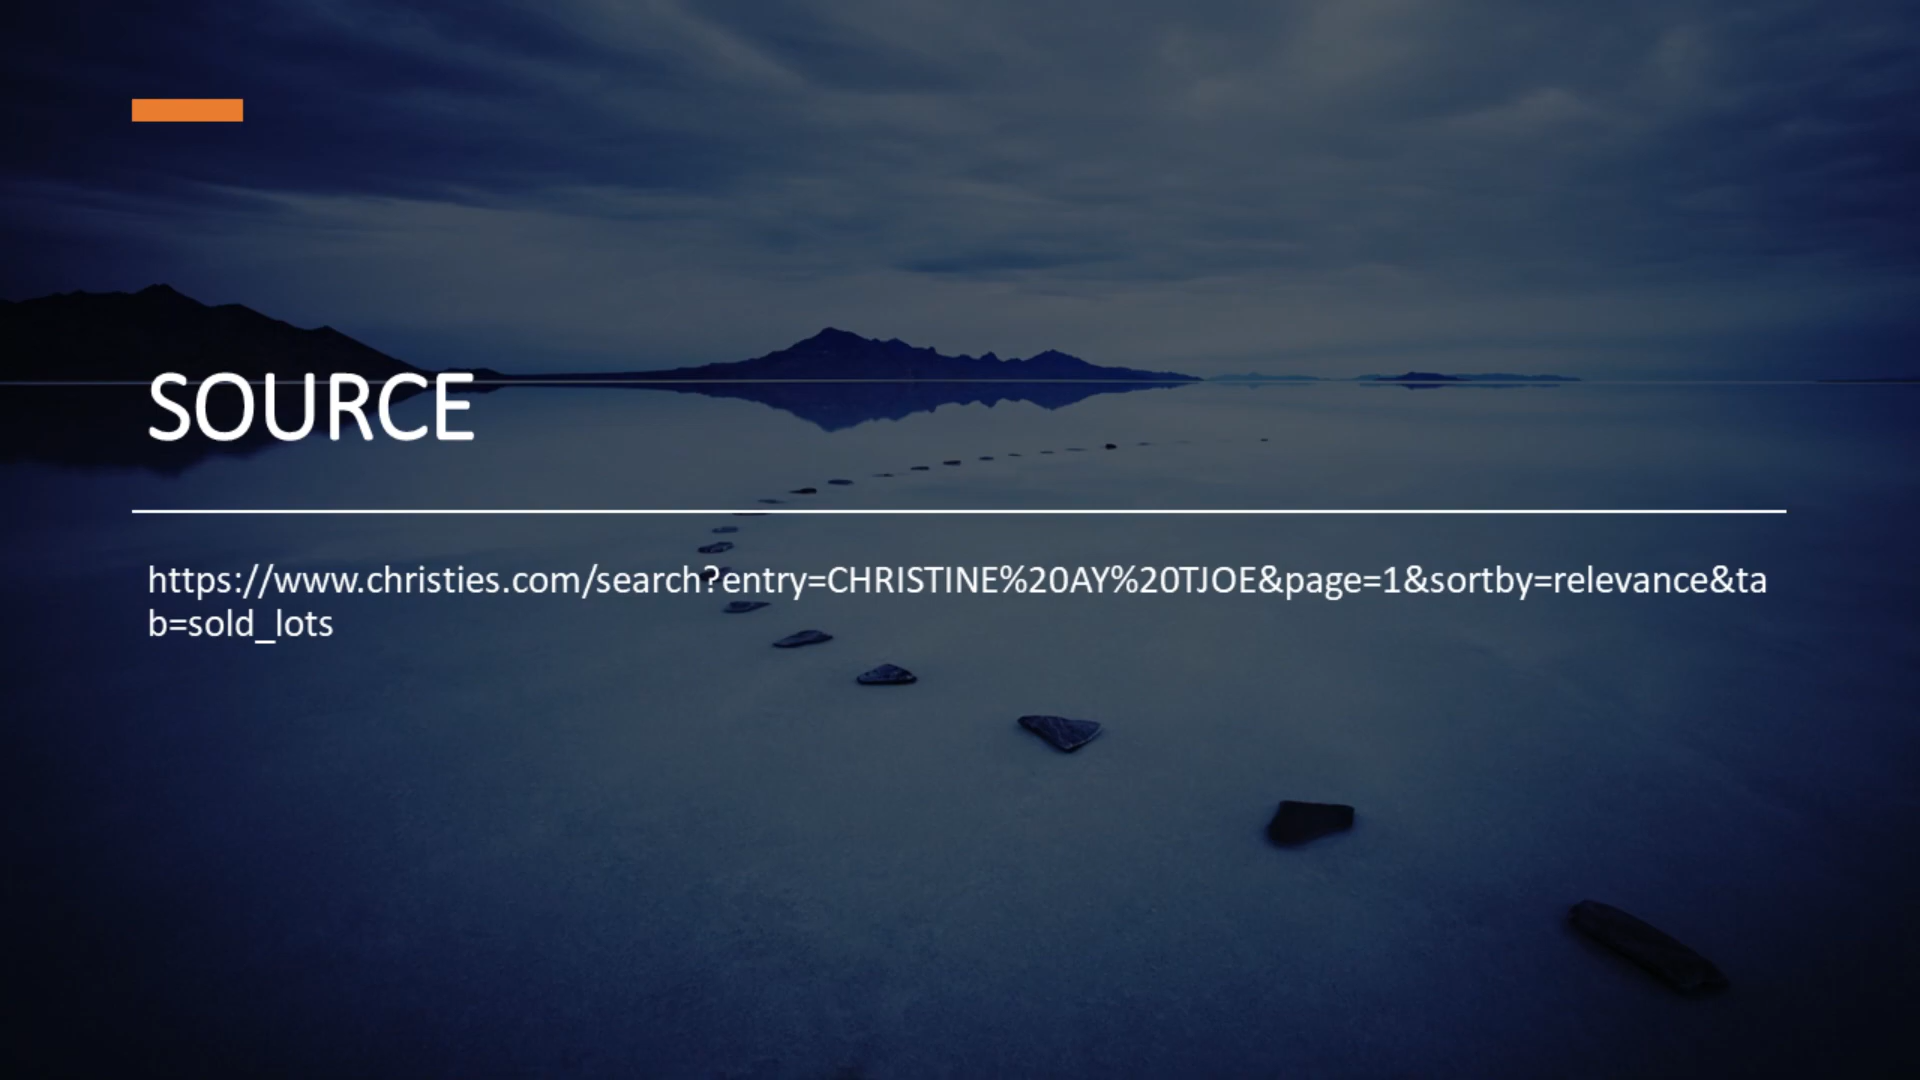 SOURCE
https://www.christies.com/search?entry=CHRISTINE%20AY%20TJOE&page=1&sortby=relevance&ta
b=sold_lots